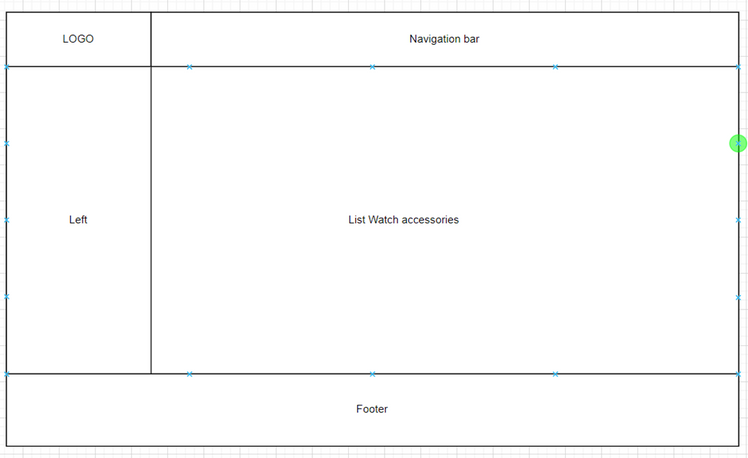 LOGO
Navigation bar
Left
List Watch accessories
Footer